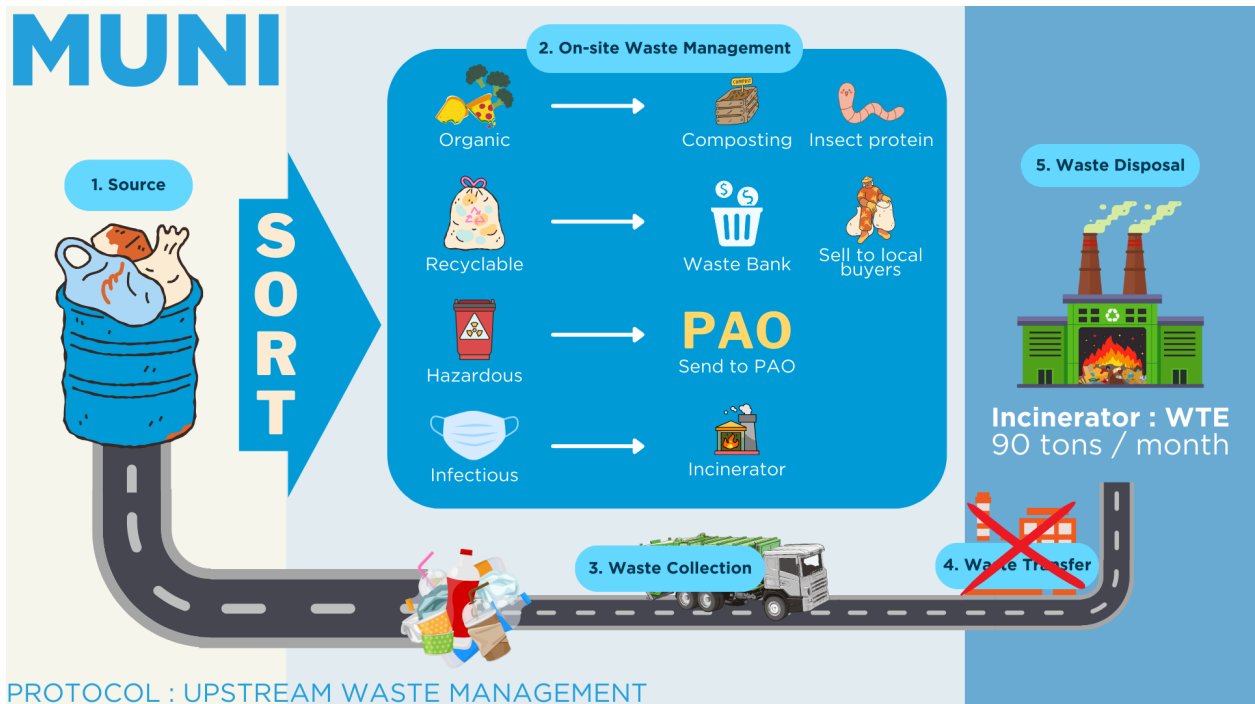 MUNI
1. Source
SORT
2. On-site Waste Management
Organic
COMPOST
Composting
Insect protein
Recyclable
$ $
Waste Bank
Sell to local
buyers
Hazardous
PAO
Send to PAO
Infectious
Incinerator
3. Waste Collection
4. Waste Transfer
5. Waste Disposal
Incinerator : WTE
90 tons / month
PROTOCOL : UPSTREAM WASTE MANAGEMENT